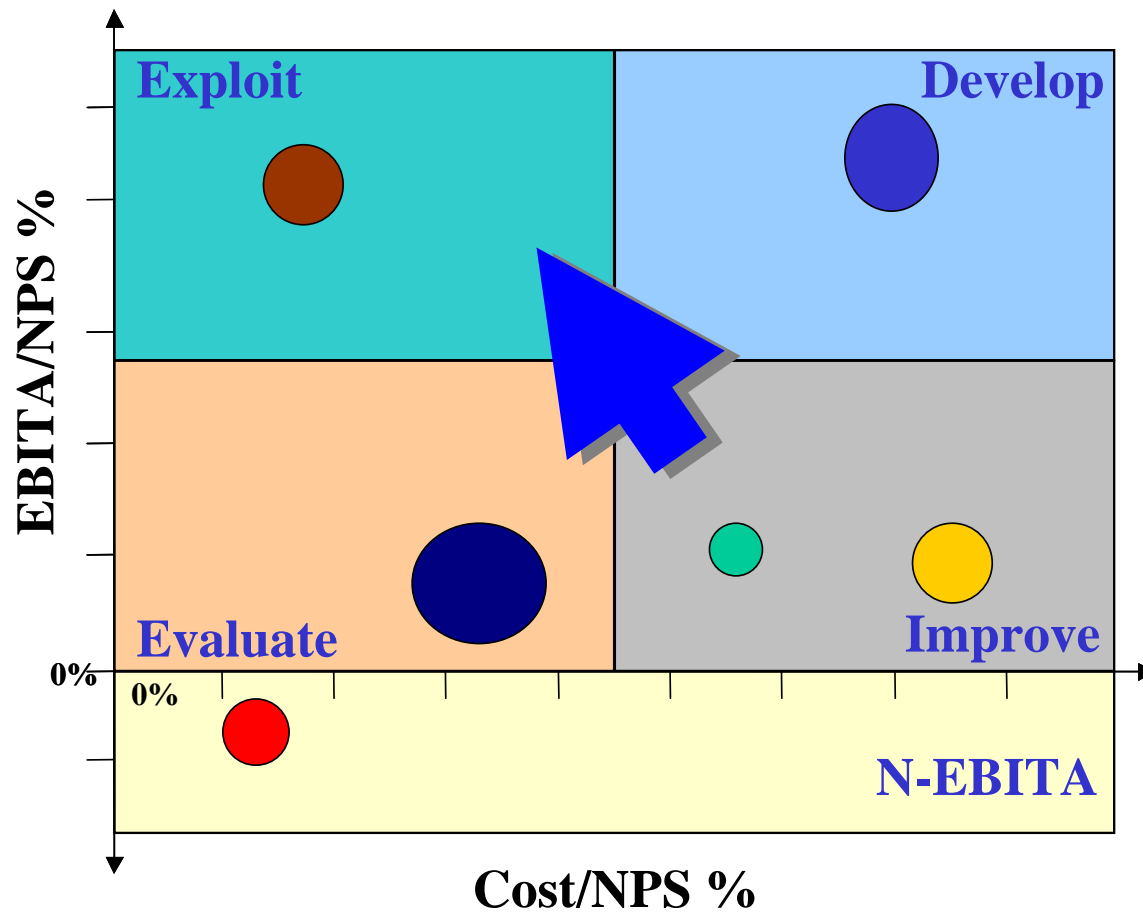 Exploit
Develop
EBITA/NPS %
Evaluate
Improve
0%
0%
N-EBITA
Cost/NPS %